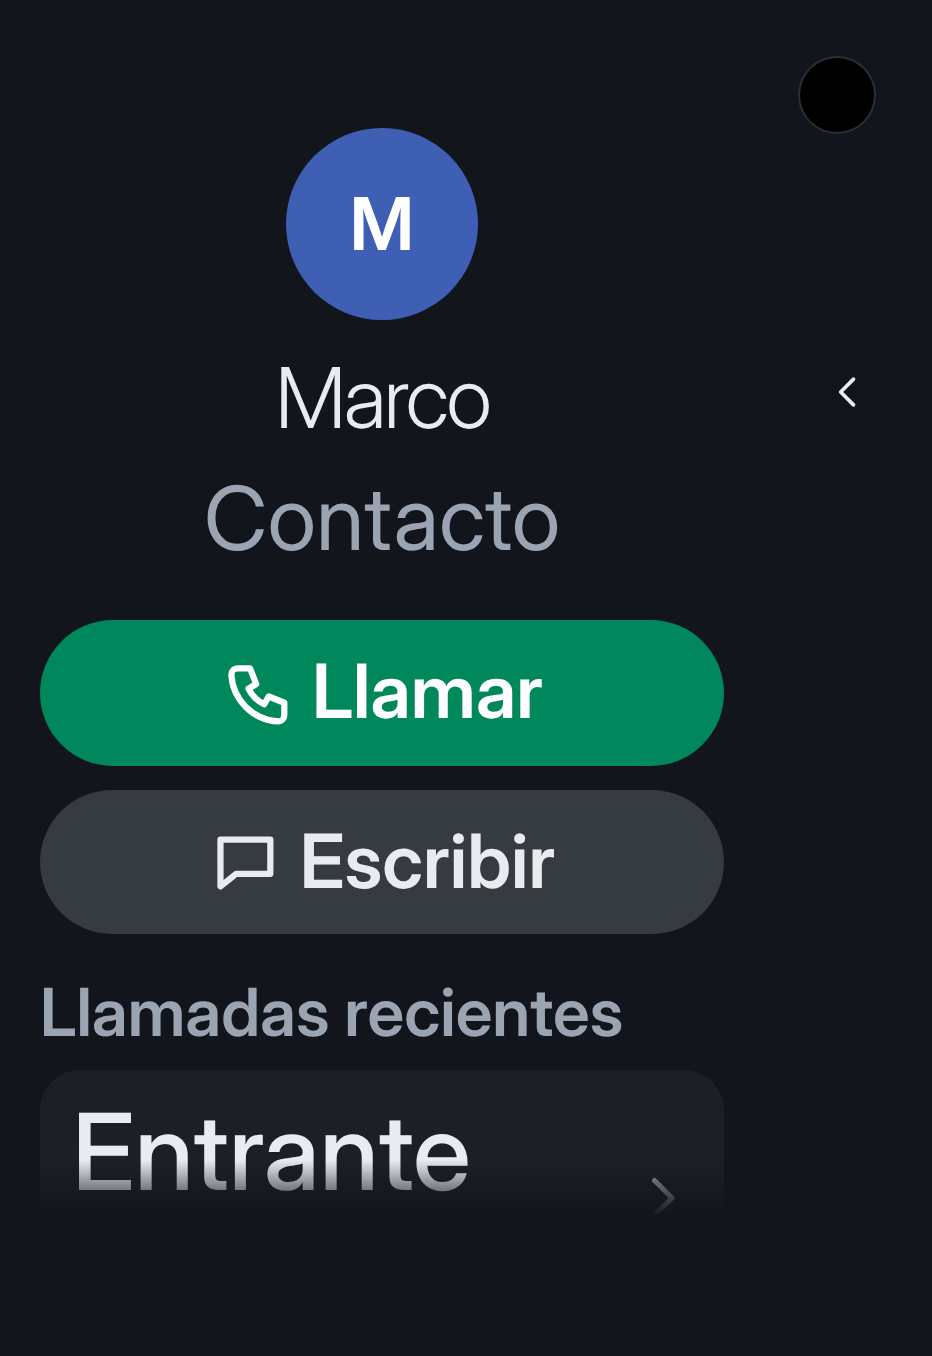 M
Marco
Contacto
Llamar
Escribir
Llamadas recientes
Entrante